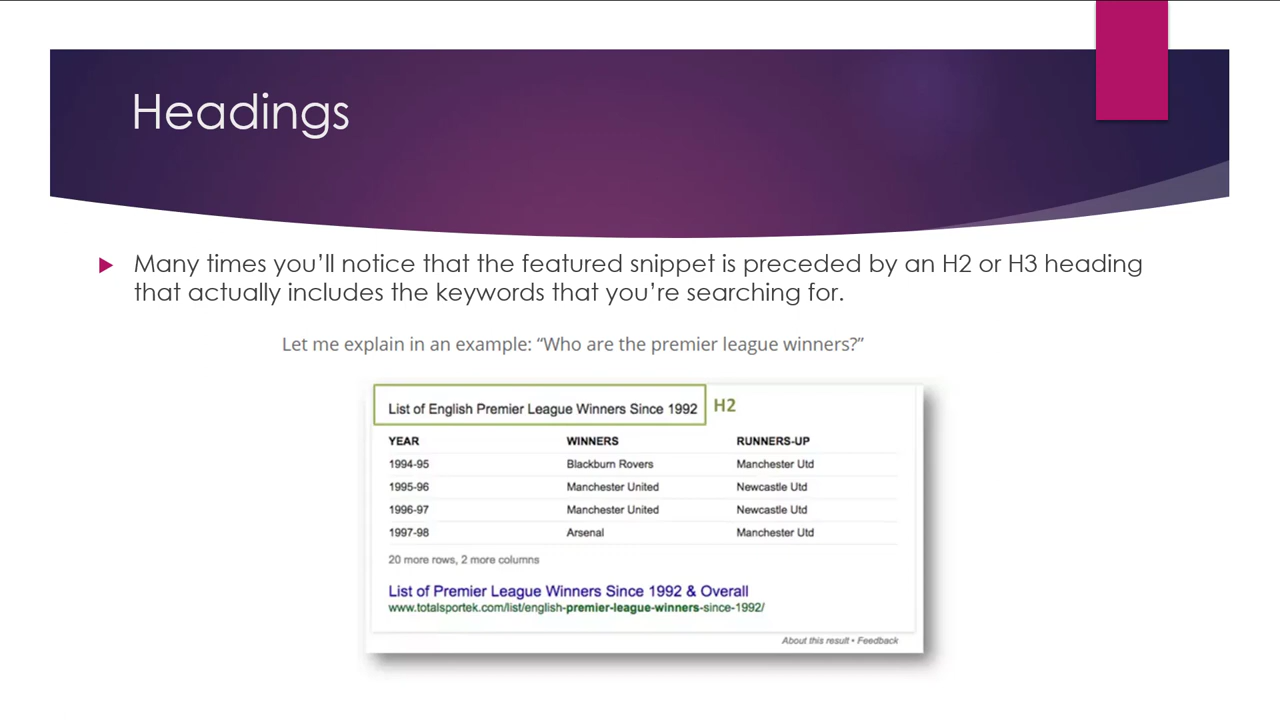 Headings
Many times you’ll notice that the featured snippet is preceded by an H2 or H3 heading
that actually includes the keywords that you’re searching for.
Let me explain in an example: “Who are the premier league winners?”
List of English Premier League Winners Since 1992 H2
YEAR WINNERS RUNNERS-UP
1994-95 Blackburn Rovers Manchester Utd
1995-96 Manchester United Newcastle Utd
1996-97 Manchester United Newcastle Utd
1997-98 Arsenal Manchester Utd
20 more rows, 2 more columns
List of Premier League Winners Since 1992 & Overall
www.totalsportek.com/list/english-premier-league-winners-since-1992/
About this result • Feedback